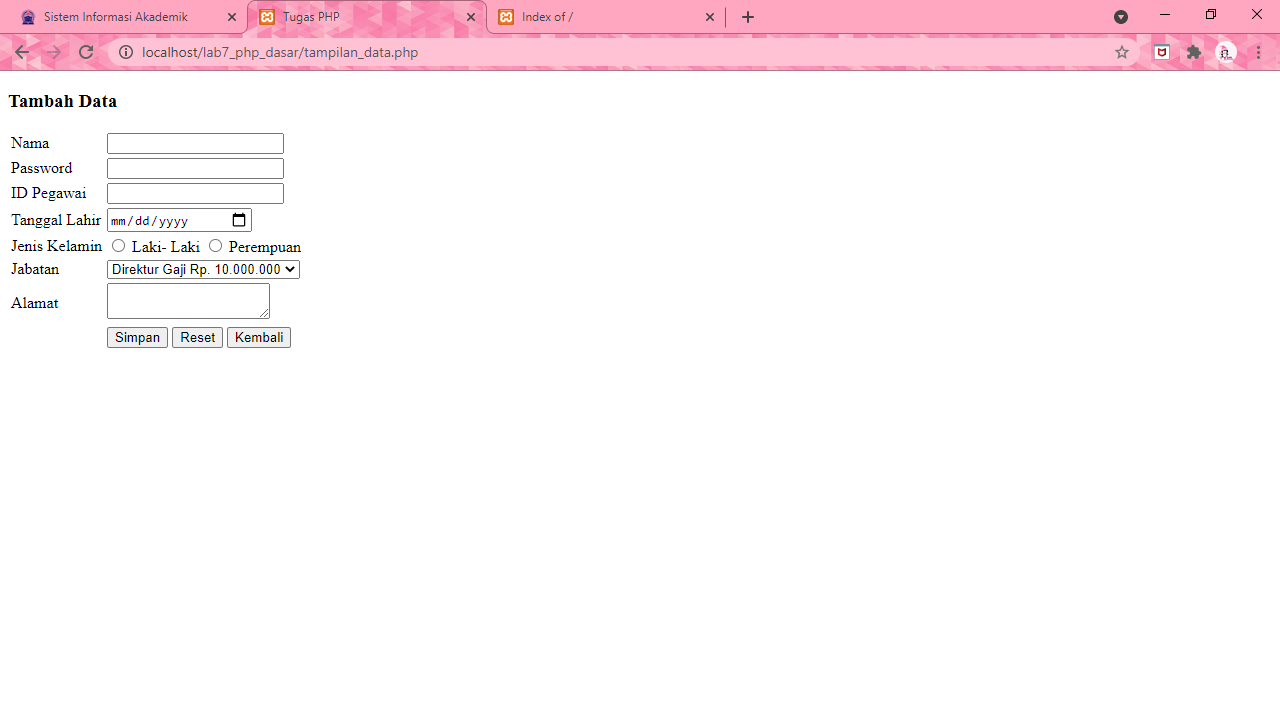 Sistem Informasi Akademik
Tugas PHP
Index of /
localhost/lab7_php_dasar/tampilan_data.php
Tambah Data
Nama
Password
ID Pegawai
Tanggal Lahir mm/dd/yyyy
Jenis Kelamin Laki- Laki Perempuan
Jabatan Direktur Gaji Rp. 10.000.000
Alamat
Simpan Reset Kembali